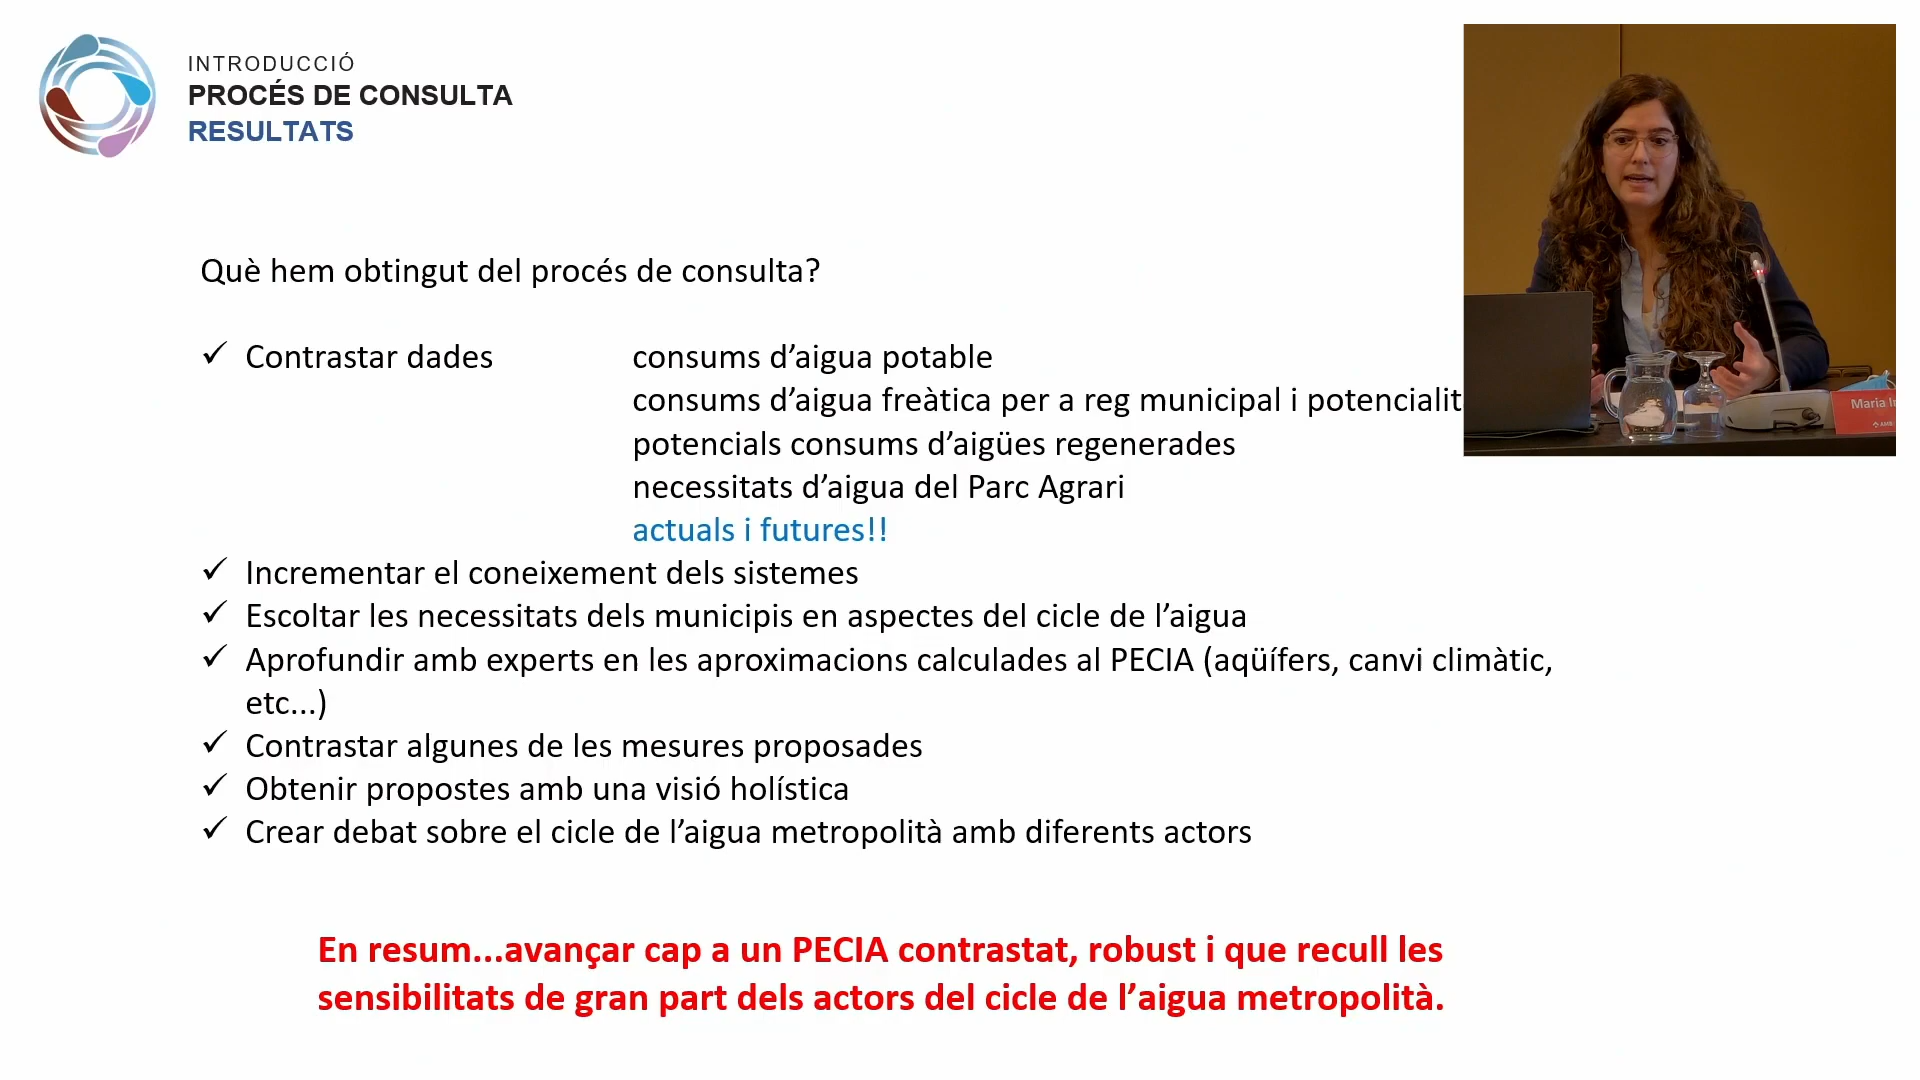 INTRODUCCIÓ
PROCÉS DE CONSULTA
RESULTATS
Què hem obtingut del procés de consulta?
✓ Contrastar dades consums d’aigua potable
consums d’aigua freàtica per a reg municipal i potencialit
potencials consums d’aigües regenerades
necessitats d’aigua del Parc Agrari
actuals i futures!!
✓ Incrementar el coneixement dels sistemes
✓ Escoltar les necessitats dels municipis en aspectes del cicle de l’aigua
✓ Aprofundir amb experts en les aproximacions calculades al PECIA (aqüífers, canvi climàtic,
etc...)
✓ Contrastar algunes de les mesures proposades
✓ Obtenir propostes amb una visió holística
✓ Crear debat sobre el cicle de l’aigua metropolità amb diferents actors
En resum...avançar cap a un PECIA contrastat, robust i que recull les
sensibilitats de gran part dels actors del cicle de l’aigua metropolità.
Maria
AMB